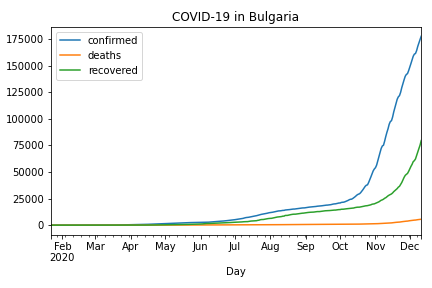 COVID-19 in Bulgaria
confirmed
deaths
recovered
175000
150000
125000
100000
75000
50000
25000
0
Feb Mar Apr May Jun Jul Aug Sep Oct Nov Dec
2020
Day